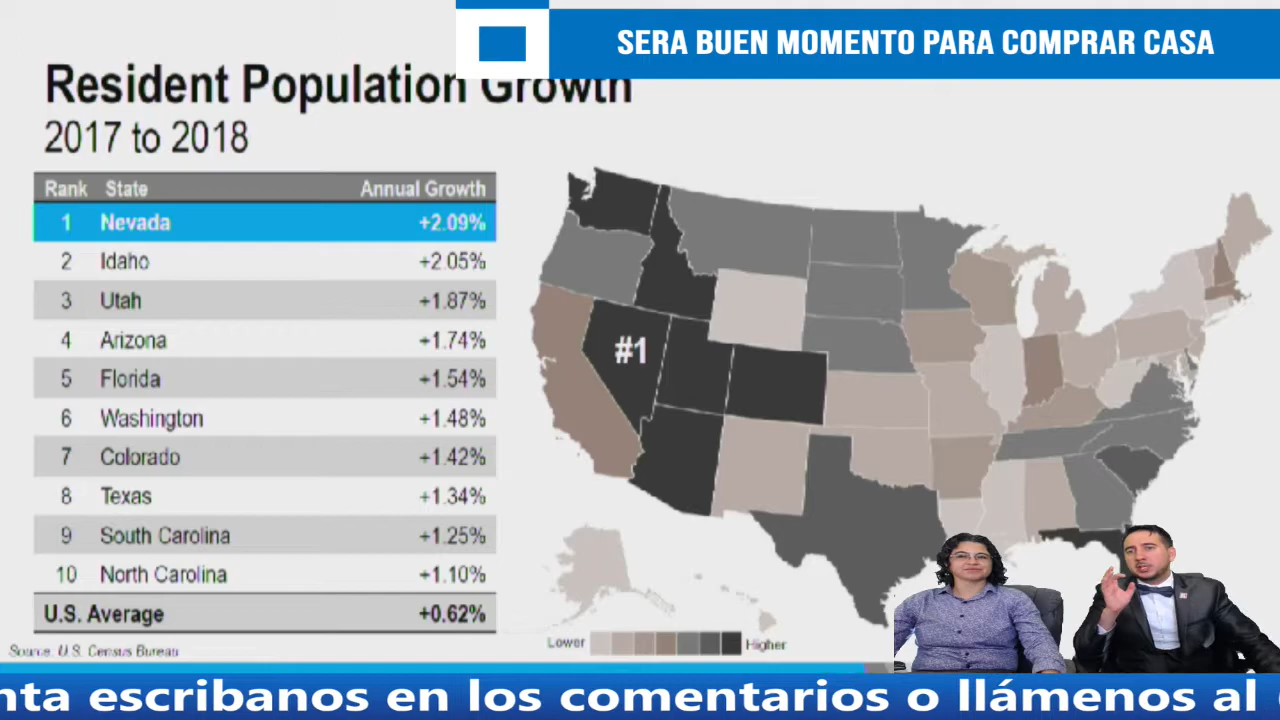 SERA BUEN MOMENTO PARA COMPRAR CASA
Resident Population Growth
2017 to 2018
Rank State Annual Growth
1 Nevada +2.09%
2 Idaho +2.05%
3 Utah +1.87%
4 Arizona +1.74%
5 Florida +1.54%
6 Washington +1.48%
7 Colorado +1.42%
8 Texas +1.34%
9 South Carolina +1.25%
10 North Carolina +1.10%
U.S. Average +0.62%
#1
Source: U.S. Census Bureau
Lower Higher
nta escribanos en los comentarios o llámenos al